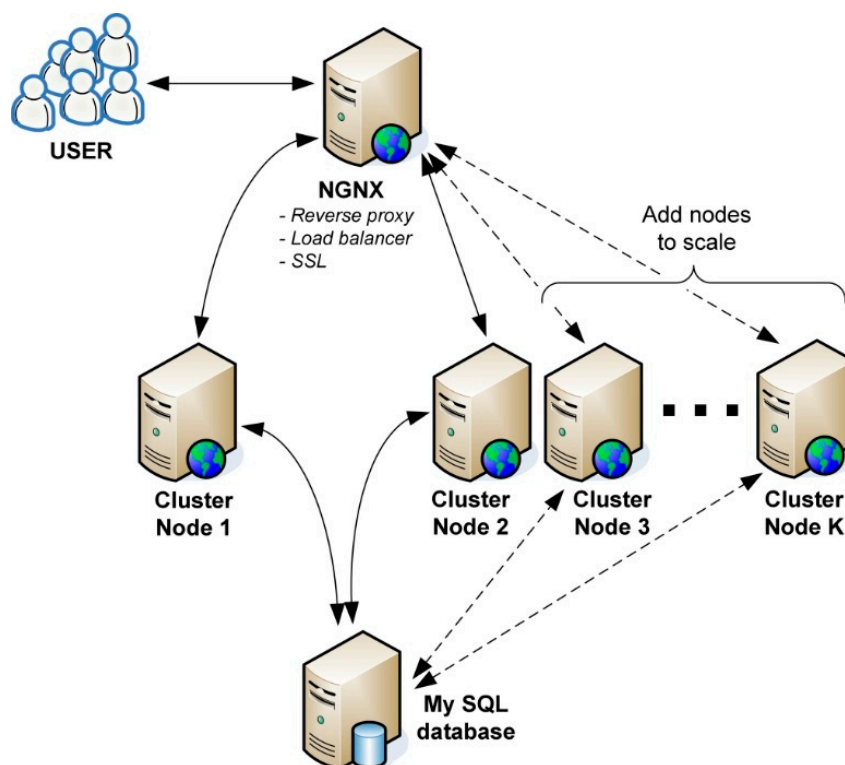 USER
NGNX
- Reverse proxy
- Load balancer
- SSL
Add nodes
to scale
Cluster
Node 1
Cluster
Node 2
Cluster
Node 3
Cluster
Node K
My SQL
database